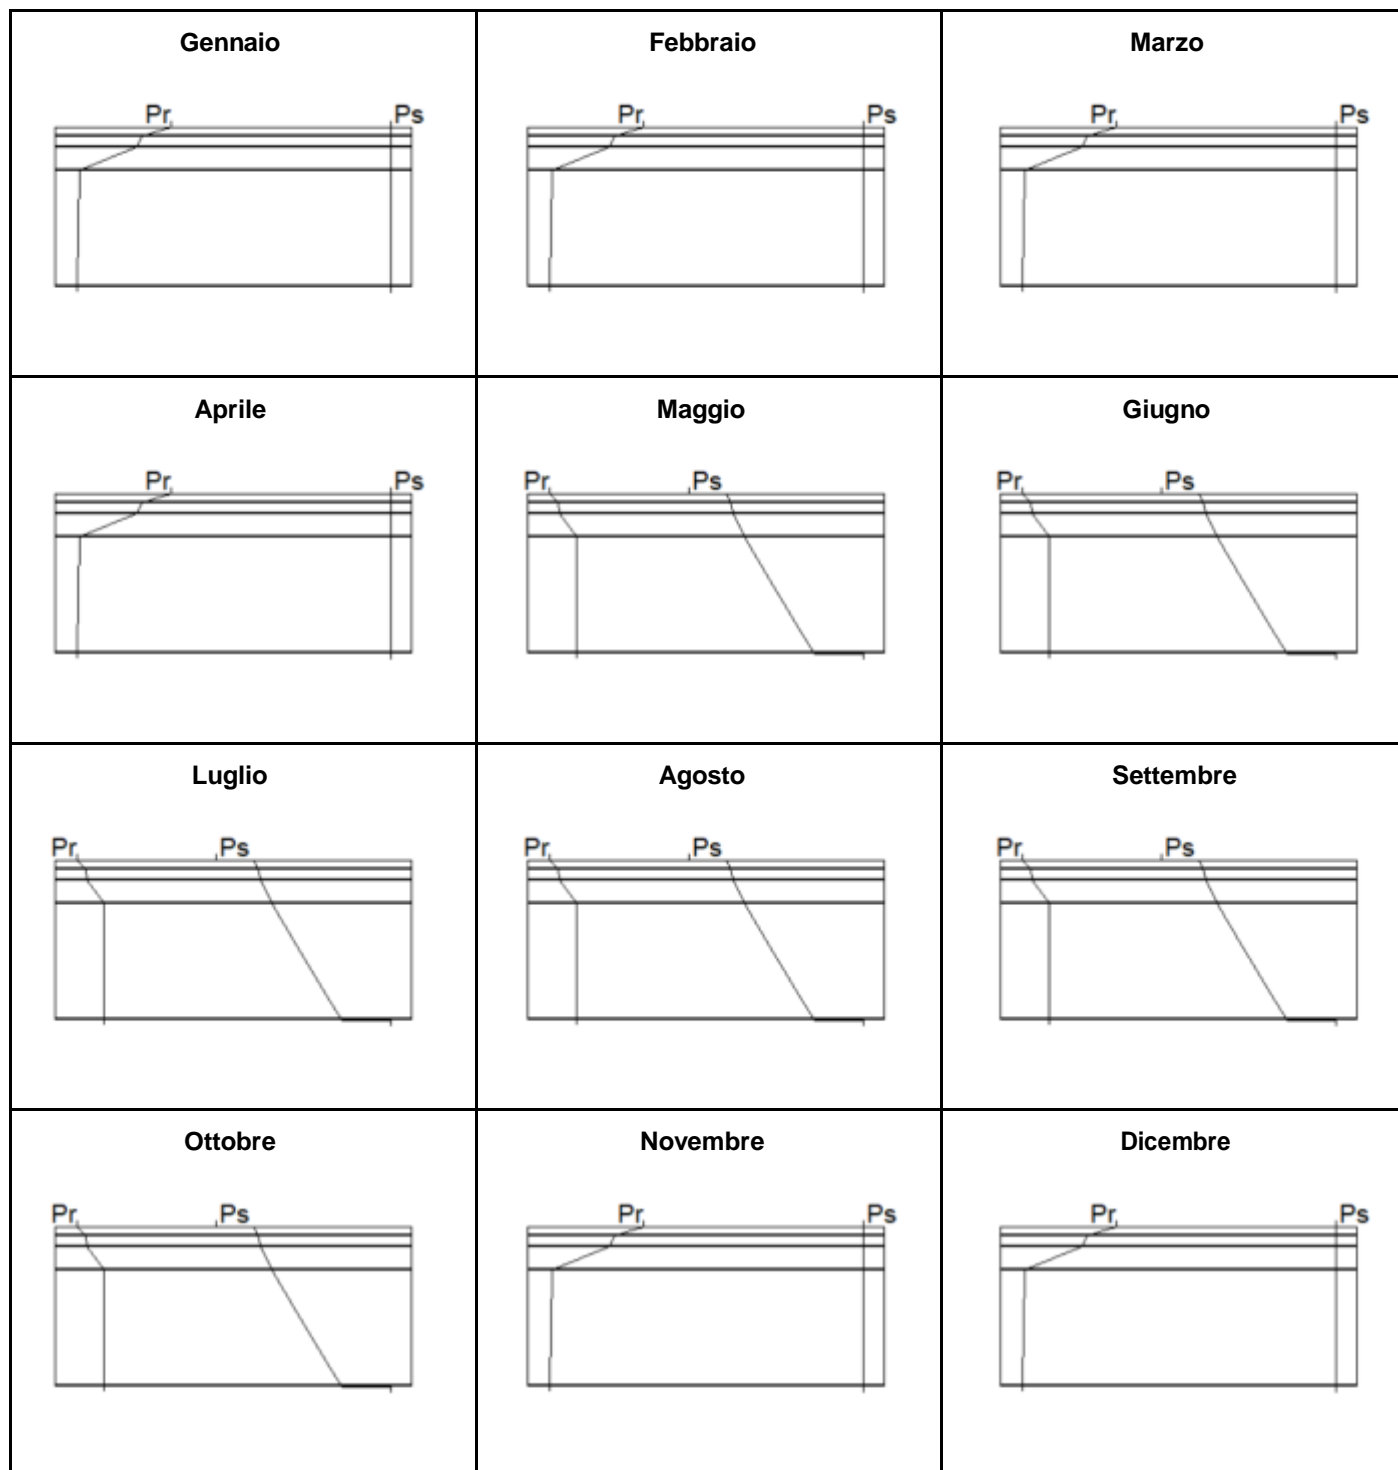 Gennaio Febbraio Marzo
Pr Ps Pr Ps Pr Ps
Aprile Maggio Giugno
Pr Ps Pr Ps Pr Ps
Luglio Agosto Settembre
Pr Ps Pr Ps Pr Ps
Ottobre Novembre Dicembre
Pr Ps Pr Ps Pr Ps